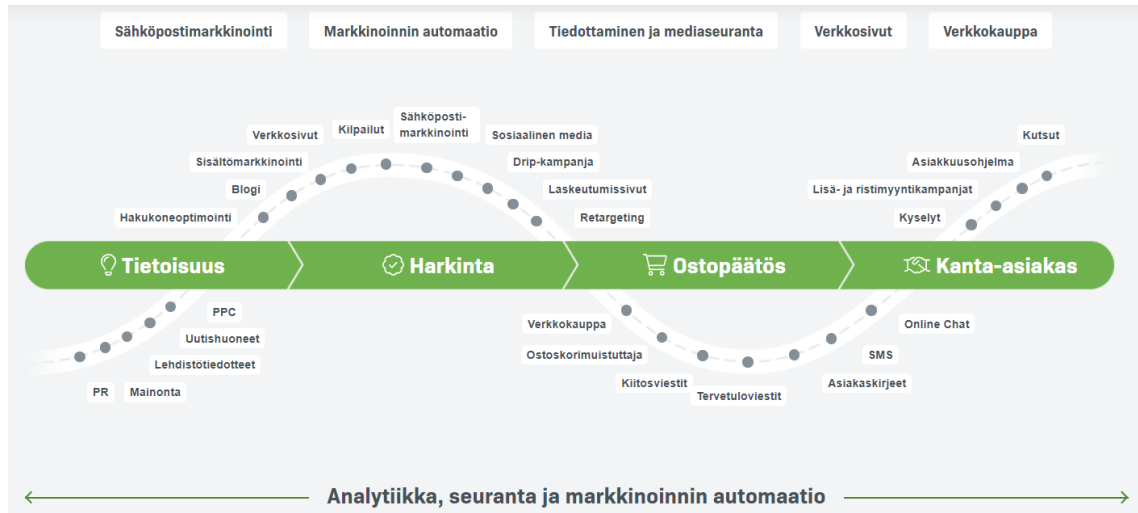 Sähköpostimarkkinointi
Markkinoinnin automaatio
Tiedottaminen ja mediaseuranta
Verkkosivut
Verkkokauppa
PR
Mainonta
Lehdistötiedotteet
Uutishuoneet
PPC
Hakukoneoptimointi
Blogi
Sisältömarkkinointi
Verkkosivut
Kilpailut
Sähköposti-
markkinointi
Sosiaalinen media
Drip-kampanja
Laskeutumissivut
Retargeting
Tietoisuus
Harkinta
Ostopäätös
Kanta-asiakas
Verkkokauppa
Ostoskorimuistuttaja
Kiitosviestit
Tervetuloviestit
Asiakaskirjeet
SMS
Online Chat
Kyselyt
Lisä- ja ristimyyntikampanjat
Asiakkuusohjelma
Kutsut
Analytiikka, seuranta ja markkinoinnin automaatio